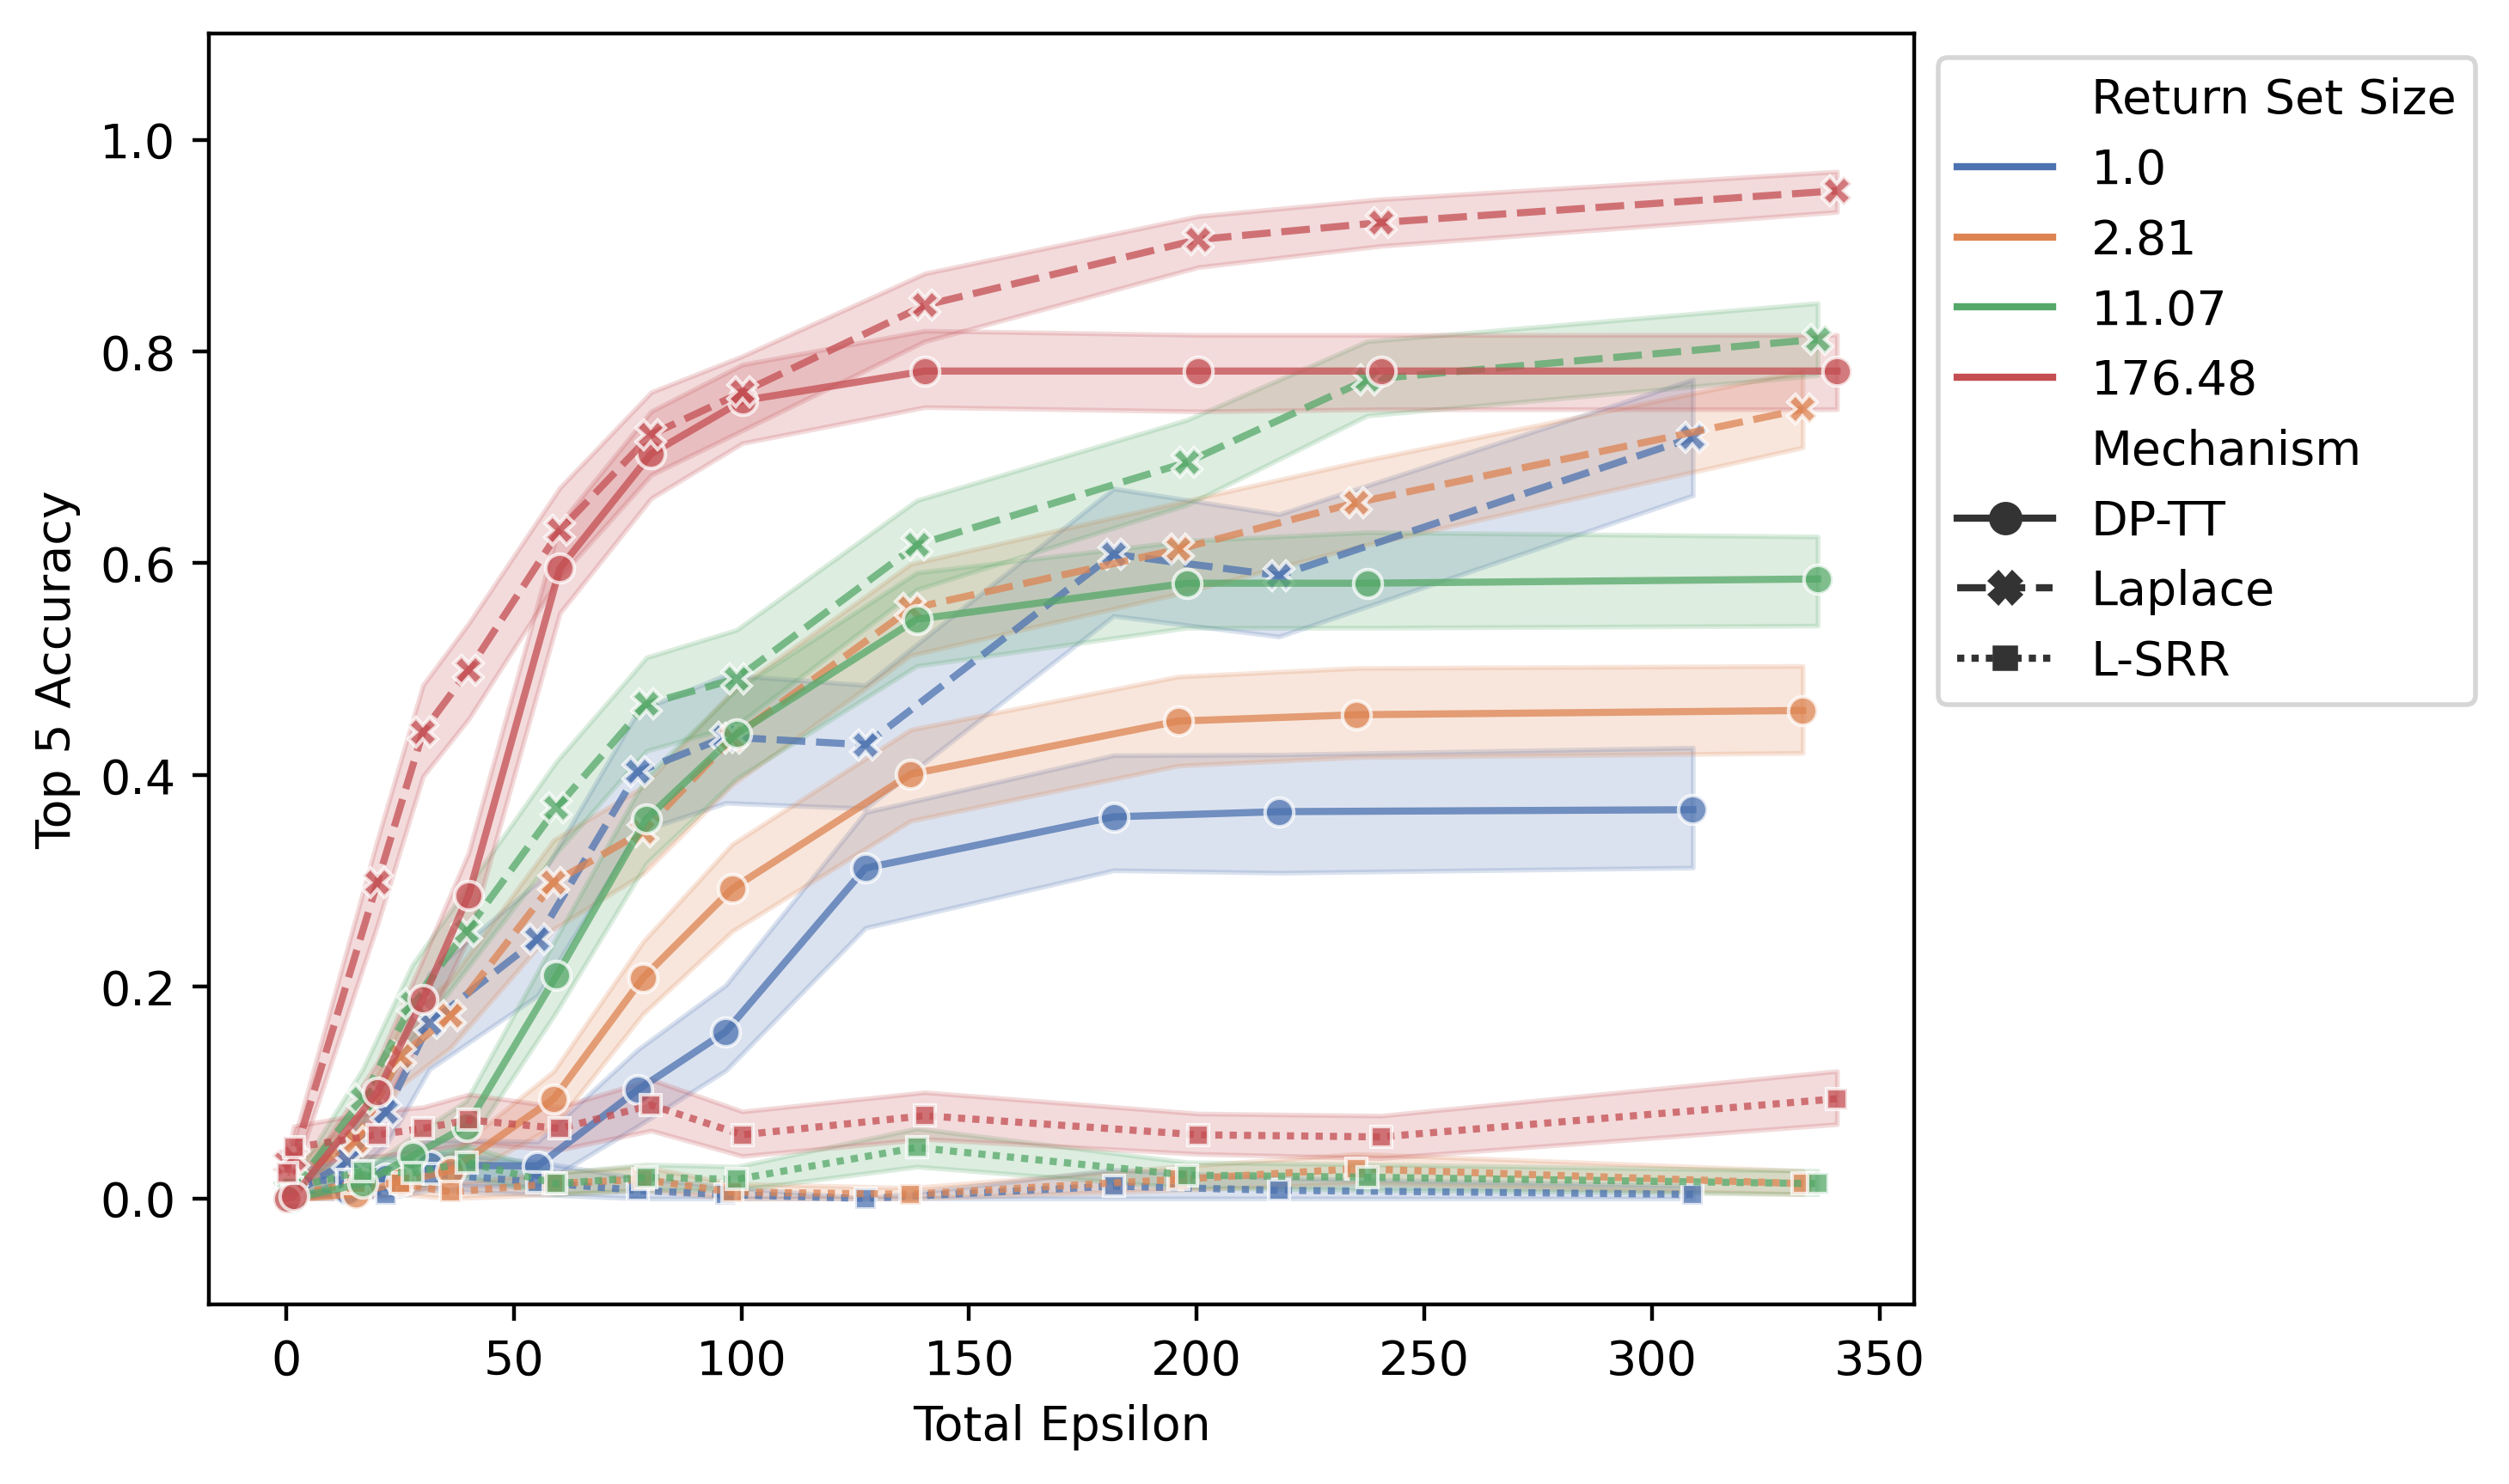 Top 5 Accuracy
1.0
0.8
0.6
0.4
0.2
0.0
0 50 100 150 200 250 300 350
Total Epsilon
Return Set Size
1.0
2.81
11.07
176.48
Mechanism
DP-TT
Laplace
L-SRR